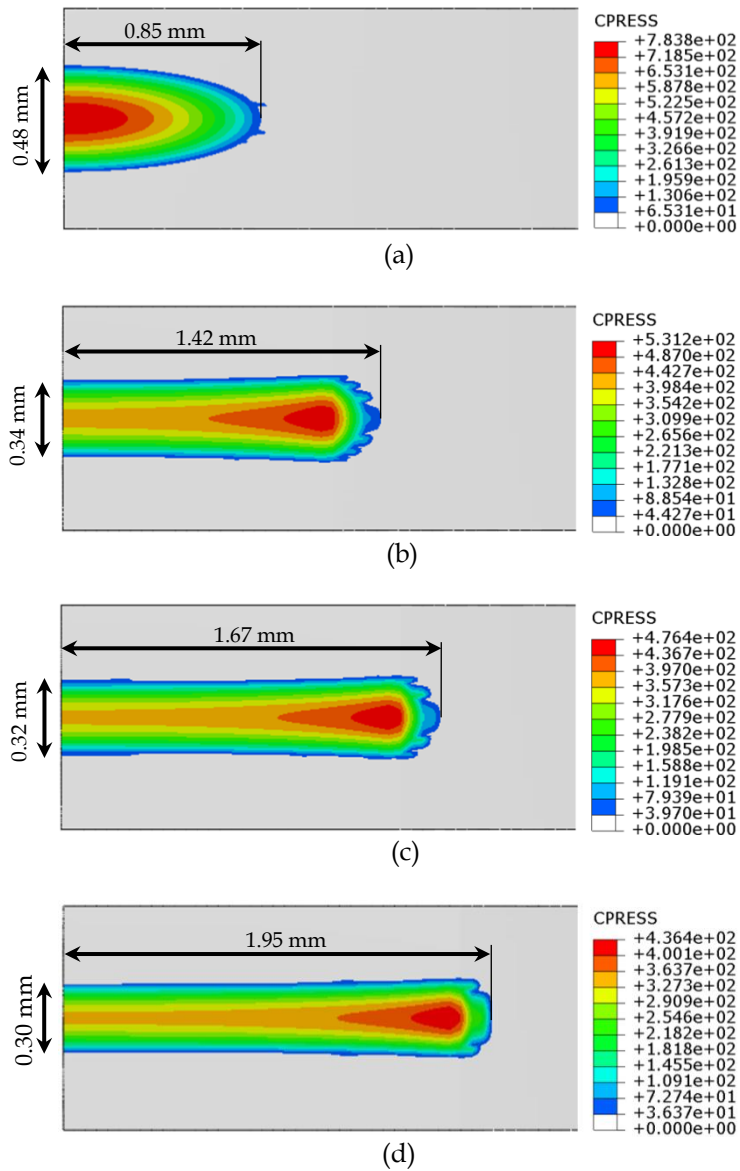 0.85 mm
0.48 mm
CPRESS
+7.838e+02
+7.185e+02
+6.531e+02
+5.878e+02
+5.225e+02
+4.572e+02
+3.919e+02
+3.266e+02
+2.613e+02
+1.959e+02
+1.306e+02
+6.531e+01
+0.000e+00
(a)
1.42 mm
0.34 mm
CPRESS
+5.312e+02
+4.870e+02
+4.427e+02
+3.984e+02
+3.542e+02
+3.099e+02
+2.656e+02
+2.213e+02
+1.771e+02
+1.328e+02
+8.854e+01
+4.427e+01
+0.000e+00
(b)
1.67 mm
0.32 mm
CPRESS
+4.764e+02
+4.367e+02
+3.970e+02
+3.573e+02
+3.176e+02
+2.779e+02
+2.382e+02
+1.985e+02
+1.588e+02
+1.191e+02
+7.939e+01
+3.970e+01
+0.000e+00
(c)
1.95 mm
0.30 mm
CPRESS
+4.364e+02
+4.001e+02
+3.637e+02
+3.273e+02
+2.909e+02
+2.546e+02
+2.182e+02
+1.818e+02
+1.455e+02
+1.091e+02
+7.274e+01
+3.637e+01
+0.000e+00
(d)